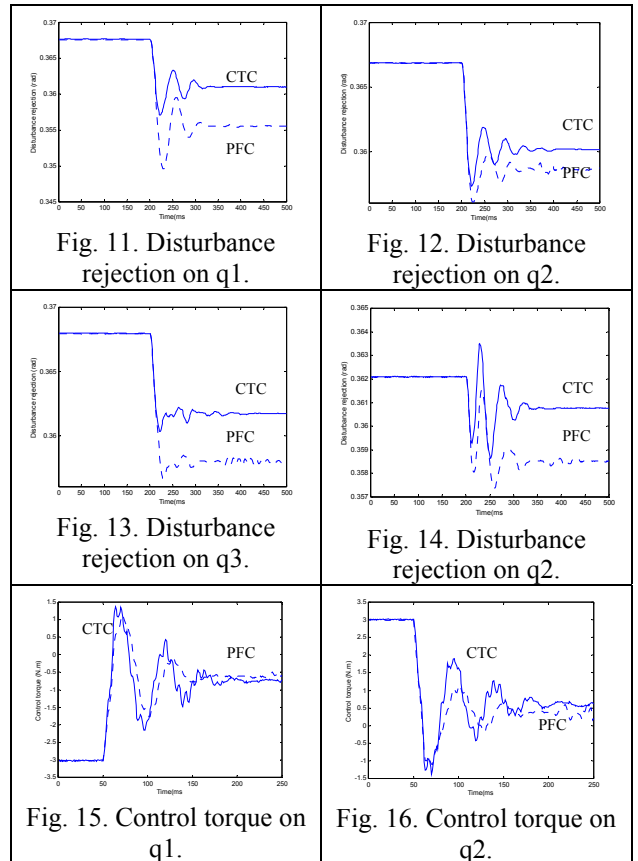 0.37
0.365
0.36
0.355
0.35
0.345
Disturbance rejection (rad)
CTC
PFC
0 50 100 150 200 250 300 350 400 450 500
Time(ms
Fig. 11. Disturbance
rejection on q1.
0.37
0.365
0.36
Disturbance rejection (rad)
CTC
PFC
0 50 100 150 200 250 300 350 400 450 500
Time(ms
Fig. 12. Disturbance
rejection on q2.
0.37
0.365
0.36
Disturbance rejection (rad)
CTC
PFC
0 50 100 150 200 250 300 350 400 450 500
Time(ms
Fig. 13. Disturbance
rejection on q3.
0.365
0.364
0.363
0.362
0.361
0.36
0.359
0.358
0.357
Disturbance rejection (rad)
CTC
PFC
0 50 100 150 200 250 300 350 400 450 500
Time(ms
Fig. 14. Disturbance
rejection on q2.
1.5
1
0.5
0
-0.5
-1
-1.5
-2
-2.5
-3
-3.5
Control torque (N.m)
CTC
PFC
0 50 100 150 200 250
Time(ms
Fig. 15. Control torque on
q1.
3.5
3
2.5
2
1.5
1
0.5
0
-0.5
-1
-1.5
Control torque (N.m)
CTC
PFC
0 50 100 150 200 250
Time(ms
Fig. 16. Control torque on
q2.